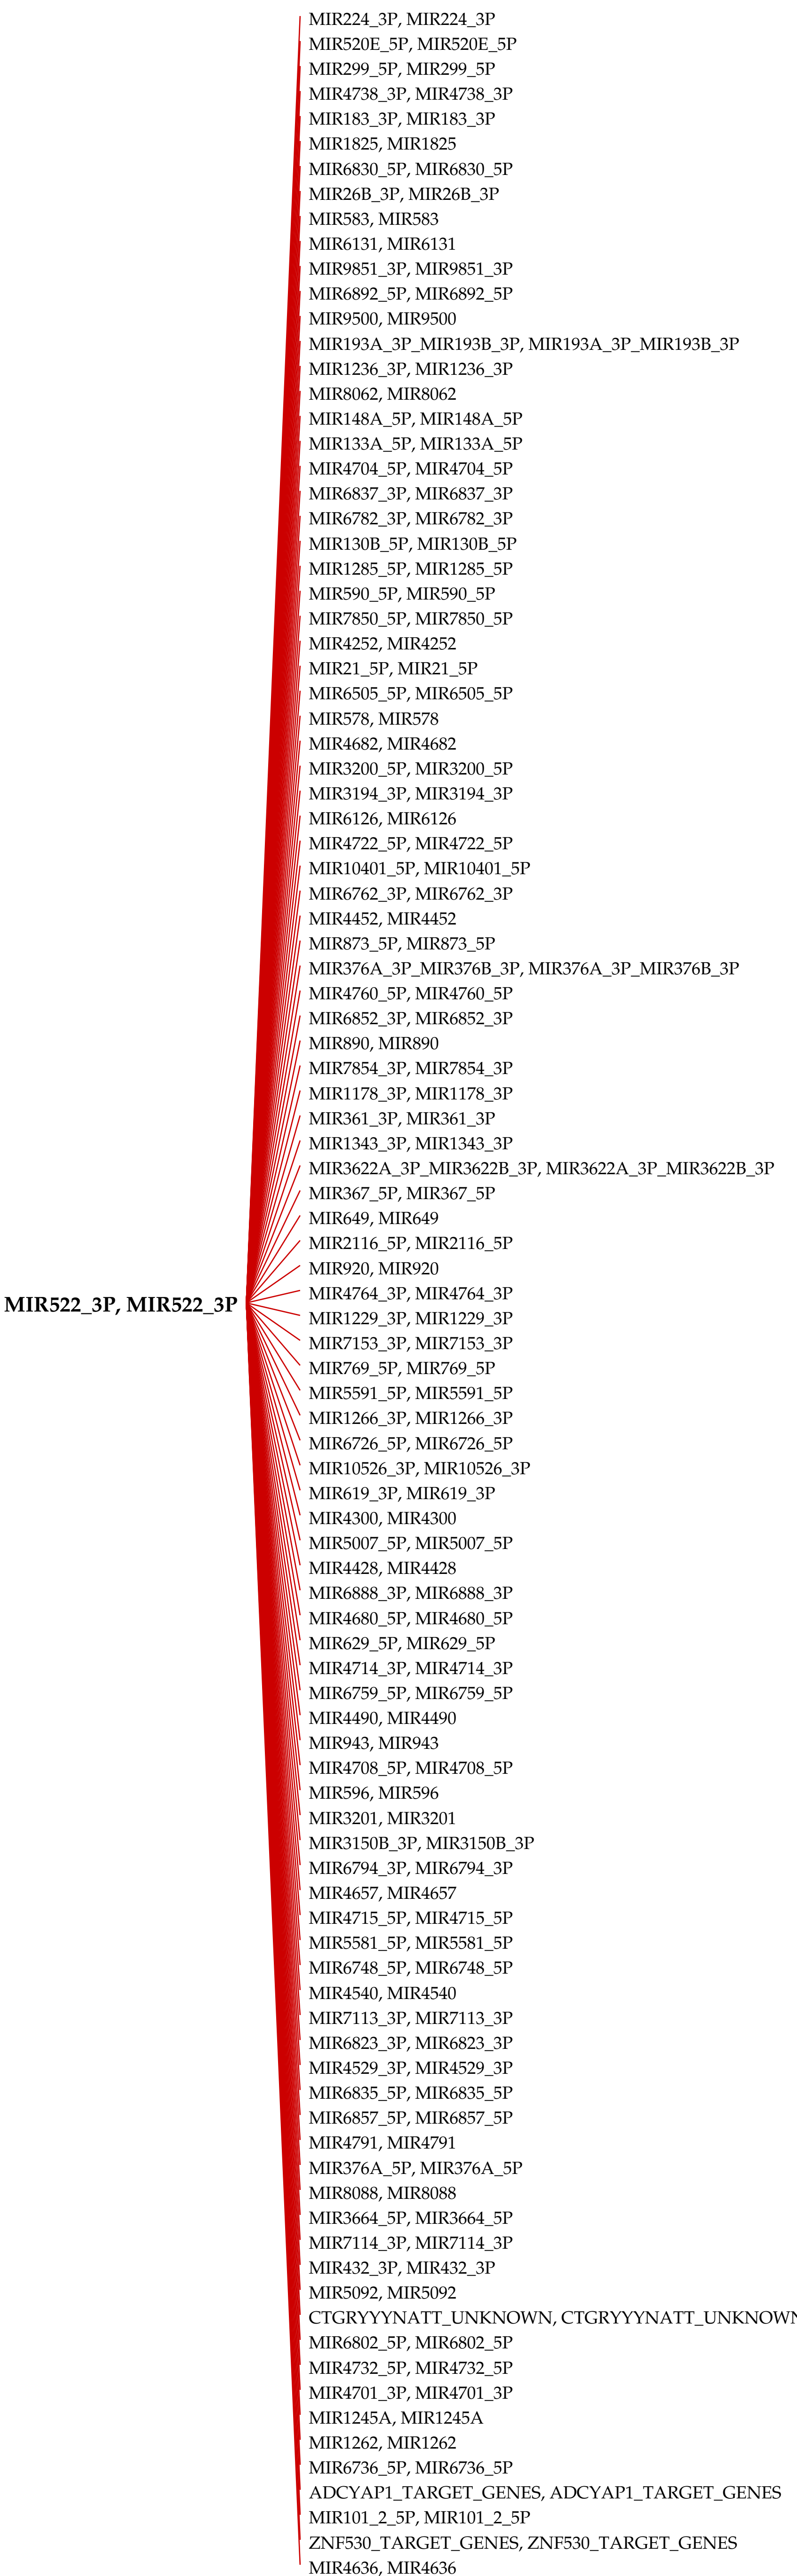 MIR224_3P, MIR224_3P
MIR520E_5P, MIR520E_5P
MIR299_5P, MIR299_5P
MIR4738_3P, MIR4738_3P
MIR183_3P, MIR183_3P
MIR1825, MIR1825
MIR6830_5P, MIR6830_5P
MIR26B_3P, MIR26B_3P
MIR583, MIR583
MIR6131, MIR6131
MIR9851_3P, MIR9851_3P
MIR6892_5P, MIR6892_5P
MIR9500, MIR9500
MIR193A_3P_MIR193B_3P, MIR193A_3P_MIR193B_3P
MIR1236_3P, MIR1236_3P
MIR8062, MIR8062
MIR148A_5P, MIR148A_5P
MIR133A_5P, MIR133A_5P
MIR4704_5P, MIR4704_5P
MIR6837_3P, MIR6837_3P
MIR6782_3P, MIR6782_3P
MIR130B_5P, MIR130B_5P
MIR1285_5P, MIR1285_5P
MIR590_5P, MIR590_5P
MIR7850_5P, MIR7850_5P
MIR4252, MIR4252
MIR21_5P, MIR21_5P
MIR6505_5P, MIR6505_5P
MIR578, MIR578
MIR4682, MIR4682
MIR3200_5P, MIR3200_5P
MIR3194_3P, MIR3194_3P
MIR6126, MIR6126
MIR4722_5P, MIR4722_5P
MIR10401_5P, MIR10401_5P
MIR6762_3P, MIR6762_3P
MIR4452, MIR4452
MIR873_5P, MIR873_5P
MIR376A_3P_MIR376B_3P, MIR376A_3P_MIR376B_3P
MIR4760_5P, MIR4760_5P
MIR6852_3P, MIR6852_3P
MIR890, MIR890
MIR7854_3P, MIR7854_3P
MIR1178_3P, MIR1178_3P
MIR361_3P, MIR361_3P
MIR1343_3P, MIR1343_3P
MIR3622A_3P_MIR3622B_3P, MIR3622A_3P_MIR3622B_3P
MIR367_5P, MIR367_5P
MIR649, MIR649
MIR2116_5P, MIR2116_5P
MIR920, MIR920
MIR4764_3P, MIR4764_3P
MIR522_3P, MIR522_3P
MIR1229_3P, MIR1229_3P
MIR7153_3P, MIR7153_3P
MIR769_5P, MIR769_5P
MIR5591_5P, MIR5591_5P
MIR1266_3P, MIR1266_3P
MIR6726_5P, MIR6726_5P
MIR10526_3P, MIR10526_3P
MIR619_3P, MIR619_3P
MIR4300, MIR4300
MIR5007_5P, MIR5007_5P
MIR4428, MIR4428
MIR6888_3P, MIR6888_3P
MIR4680_5P, MIR4680_5P
MIR629_5P, MIR629_5P
MIR4714_3P, MIR4714_3P
MIR6759_5P, MIR6759_5P
MIR4490, MIR4490
MIR943, MIR943
MIR4708_5P, MIR4708_5P
MIR596, MIR596
MIR3201, MIR3201
MIR3150B_3P, MIR3150B_3P
MIR6794_3P, MIR6794_3P
MIR4657, MIR4657
MIR4715_5P, MIR4715_5P
MIR5581_5P, MIR5581_5P
MIR6748_5P, MIR6748_5P
MIR4540, MIR4540
MIR7113_3P, MIR7113_3P
MIR6823_3P, MIR6823_3P
MIR4529_3P, MIR4529_3P
MIR6835_5P, MIR6835_5P
MIR6857_5P, MIR6857_5P
MIR4791, MIR4791
MIR376A_5P, MIR376A_5P
MIR8088, MIR8088
MIR3664_5P, MIR3664_5P
MIR7114_3P, MIR7114_3P
MIR432_3P, MIR432_3P
MIR5092, MIR5092
CTGRYYYNATT_UNKNOWN, CTGRYYYNATT_UNKNOWN
MIR6802_5P, MIR6802_5P
MIR4732_5P, MIR4732_5P
MIR4701_3P, MIR4701_3P
MIR1245A, MIR1245A
MIR1262, MIR1262
MIR6736_5P, MIR6736_5P
ADCYAP1_TARGET_GENES, ADCYAP1_TARGET_GENES
MIR101_2_5P, MIR101_2_5P
ZNF530_TARGET_GENES, ZNF530_TARGET_GENES
MIR4636, MIR4636